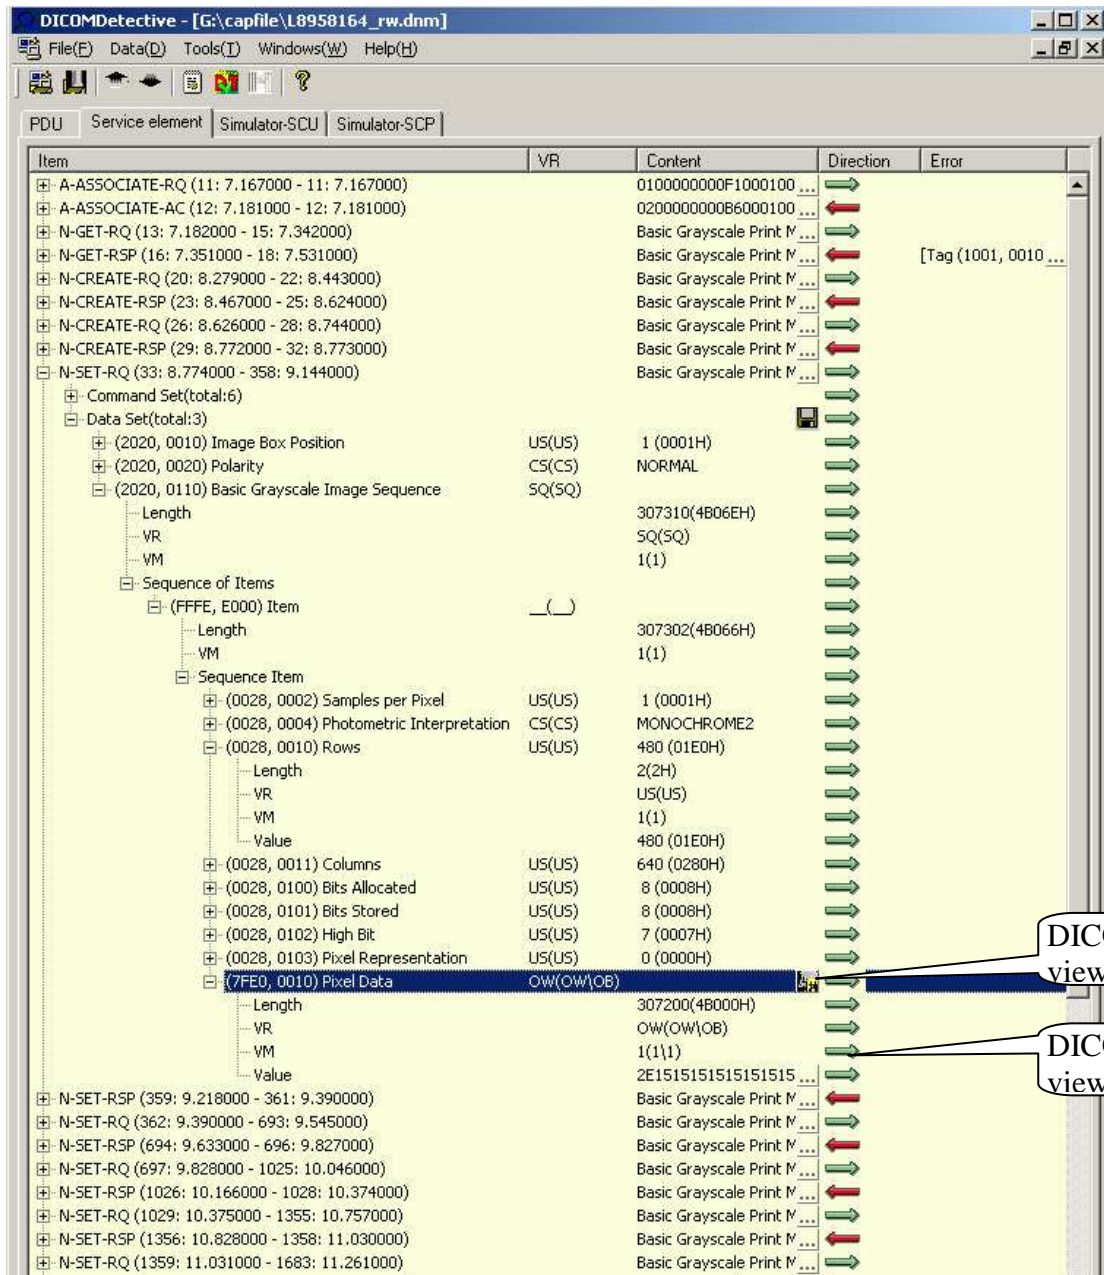 DICOMDetective - [G:\capfile\L8958164_rw.dnm]
File(F) Data(D) Tools(T) Windows(W) Help(H)
PDU Service element Simulator-SCU Simulator-SCP
Item VR Content Direction Error
A-ASSOCIATE-RQ (11: 7.167000 - 11: 7.167000) 0100000000F1000100 ...
A-ASSOCIATE-AC (12: 7.181000 - 12: 7.181000) 0200000000B6000100 ...
N-GET-RQ (13: 7.182000 - 15: 7.342000) Basic Grayscale Print M ...
N-GET-RSP (16: 7.351000 - 18: 7.531000) Basic Grayscale Print M ... [Tag (1001, 0010 ...
N-CREATE-RQ (20: 8.279000 - 22: 8.443000) Basic Grayscale Print M ...
N-CREATE-RSP (23: 8.467000 - 25: 8.624000) Basic Grayscale Print M ...
N-CREATE-RQ (26: 8.626000 - 28: 8.744000) Basic Grayscale Print M ...
N-CREATE-RSP (29: 8.772000 - 32: 8.773000) Basic Grayscale Print M ...
N-SET-RQ (33: 8.774000 - 358: 9.144000) Basic Grayscale Print M ...
Command Set(total:6)
Data Set(total:3)
(2020, 0010) Image Box Position US(US) 1 (0001H)
(2020, 0020) Polarity CS(CS) NORMAL
(2020, 0110) Basic Grayscale Image Sequence SQ(SQ)
Length 307310(4B06EH)
VR SQ(SQ)
VM 1(1)
Sequence of Items
(FFFE, E000) Item __(__)
Length 307302(4B066H)
VM 1(1)
Sequence Item
(0028, 0002) Samples per Pixel US(US) 1 (0001H)
(0028, 0004) Photometric Interpretation CS(CS) MONOCHROME2
(0028, 0010) Rows US(US) 480 (01E0H)
Length 2(2H)
VR US(US)
VM 1(1)
Value 480 (01E0H)
(0028, 0011) Columns US(US) 640 (0280H)
(0028, 0100) Bits Allocated US(US) 8 (0008H)
(0028, 0101) Bits Stored US(US) 8 (0008H)
(0028, 0102) High Bit US(US) 7 (0007H)
(0028, 0103) Pixel Representation US(US) 0 (0000H)
(7FE0, 0010) Pixel Data OW(OW\OB)
Length 307200(4B000H)
VR OW(OW\OB)
VM 1(1\1)
Value 2E1515151515151515 ...
N-SET-RSP (359: 9.218000 - 361: 9.390000) Basic Grayscale Print M ...
N-SET-RQ (362: 9.390000 - 693: 9.545000) Basic Grayscale Print M ...
N-SET-RSP (694: 9.633000 - 696: 9.827000) Basic Grayscale Print M ...
N-SET-RQ (697: 9.828000 - 1025: 10.046000) Basic Grayscale Print M ...
N-SET-RSP (1026: 10.166000 - 1028: 10.374000) Basic Grayscale Print M ...
N-SET-RQ (1029: 10.375000 - 1355: 10.757000) Basic Grayscale Print M ...
N-SET-RSP (1356: 10.828000 - 1358: 11.030000) Basic Grayscale Print M ...
N-SET-RQ (1359: 11.031000 - 1683: 11.261000) Basic Grayscale Print M ...
DICO
view
DICO
view